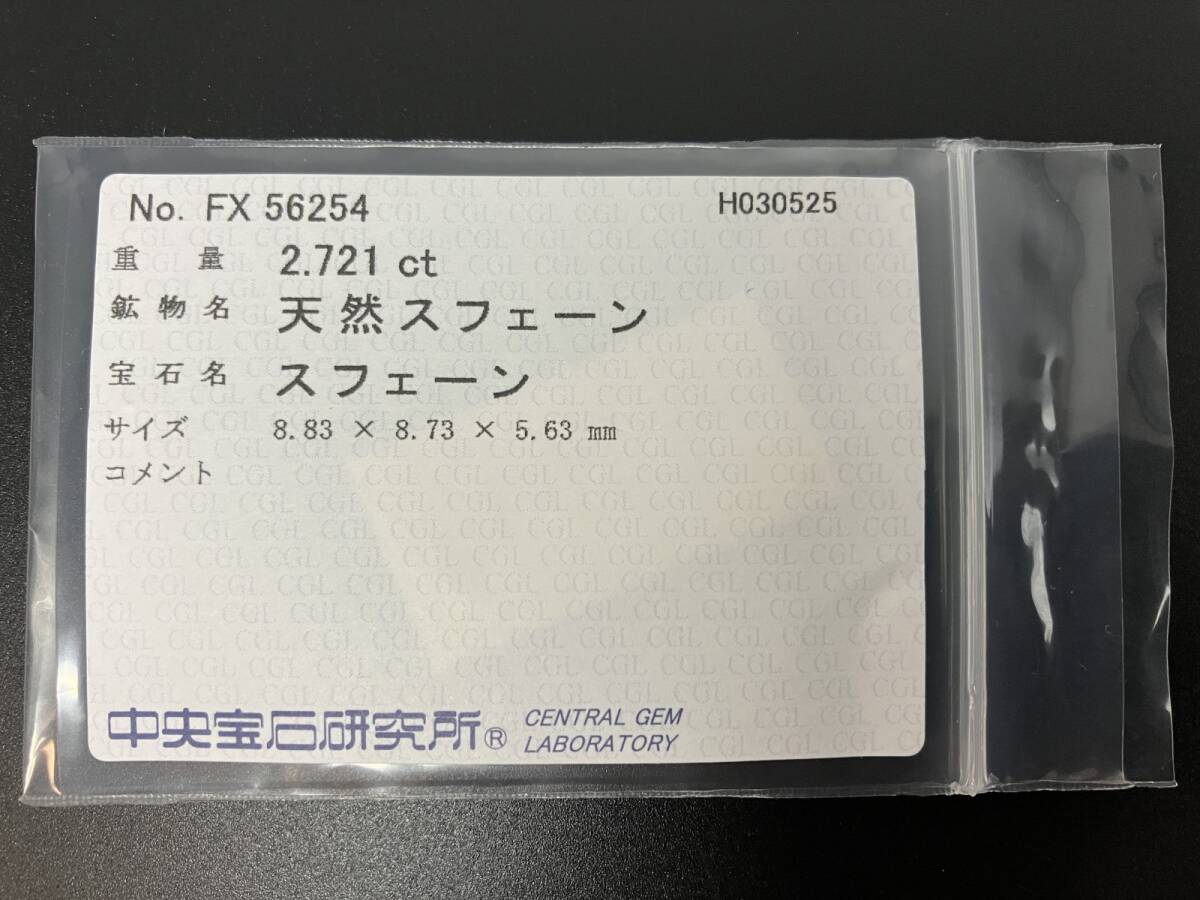 No. FX 56254 H030525
重 量 2.721 ct
鉱 物 名 天然スフェーン
宝 石 名 スフェーン
サイズ 8.83 × 8.73 × 5.63 mm
コメント
中央宝石研究所® CENTRAL GEM
LABORATORY